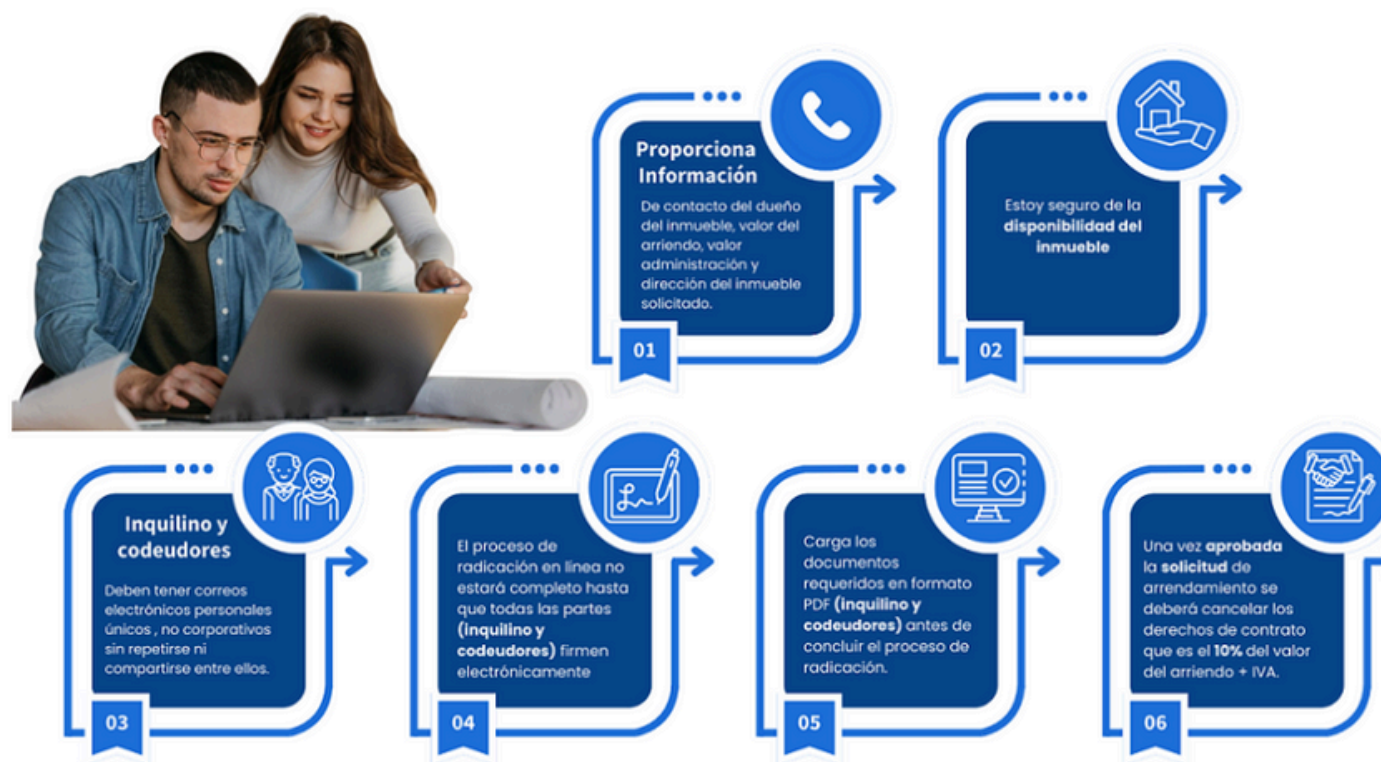 Proporciona
Información
De contacto del dueño
del inmueble, valor del
arriendo, valor
administración y
dirección del inmueble
solicitado.
01
Estoy seguro de la
disponibilidad del
inmueble
02
Inquilino y
codeudores
Deben tener correos
electrónicos personales
únicos , no corporativos
sin repetirse ni
compartirse entre ellos.
03
El proceso de
radicación en línea no
estará completo hasta
que todas las partes
(inquilino y
codeudores) firmen
electrónicamente
04
Carga los
documentos
requeridos en formato
PDF (inquilino y
codeudores) antes de
concluir el proceso de
radicación.
05
Una vez aprobada
la solicitud de
arrendamiento se
deberá cancelar los
derechos de contrato
que es el 10% del valor
del arriendo + IVA.
06